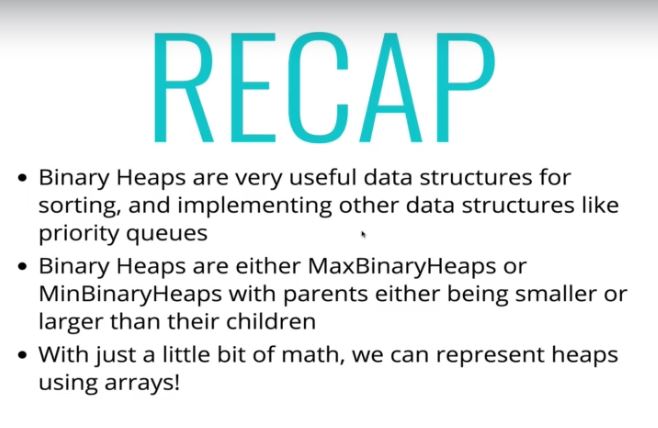 RECAP
• Binary Heaps are very useful data structures for
sorting, and implementing other data structures like
priority queues
• Binary Heaps are either MaxBinaryHeaps or
MinBinaryHeaps with parents either being smaller or
larger than their children
• With just a little bit of math, we can represent heaps
using arrays!